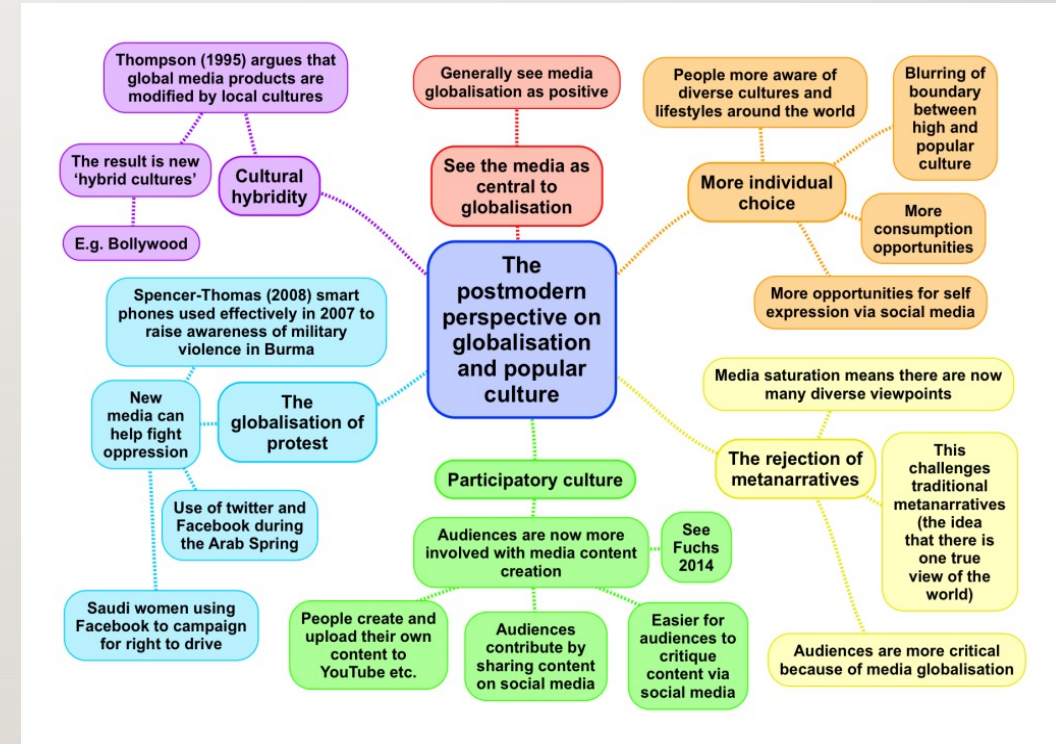 Thompson (1995) argues that
global media products are
modified by local cultures
The result is new
‘hybrid cultures’
Cultural
hybridity
E.g. Bollywood
Generally see media
globalisation as positive
See the media as
central to
globalisation
People more aware of
diverse cultures and
lifestyles around the world
Blurring of
boundary
between
high and
popular
culture
More individual
choice
More
consumption
opportunities
More opportunities for self
expression via social media
The
postmodern
perspective on
globalisation
and popular
culture
Spencer-Thomas (2008) smart
phones used effectively in 2007 to
raise awareness of military
violence in Burma
New
media can
help fight
oppression
The
globalisation of
protest
Use of twitter and
Facebook during
the Arab Spring
Saudi women using
Facebook to campaign
for right to drive
Participatory culture
Audiences are now more
involved with media content
creation
See
Fuchs
2014
People create and
upload their own
content to
YouTube etc.
Audiences
contribute by
sharing content
on social media
Easier for
audiences to
critique
content via
social media
Media saturation means there are now
many diverse viewpoints
The rejection of
metanarratives
This
challenges
traditional
metanarratives
(the idea
that there is
one true
view of the
world)
Audiences are more critical
because of media globalisation